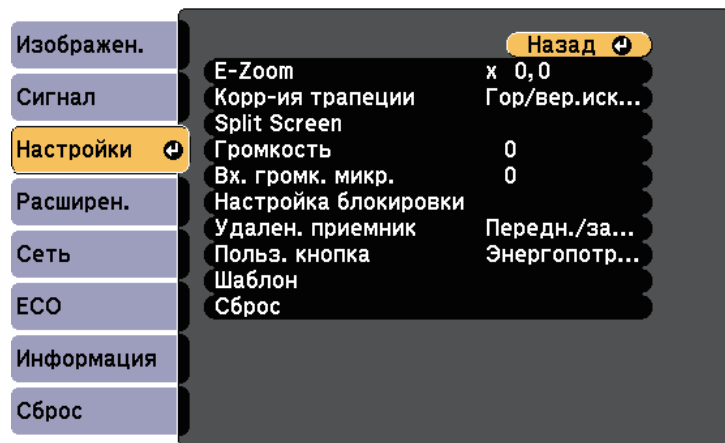 Изображен.
Сигнал
Настройки
Расширен.
Сеть
ECO
Информация
Сброс
Назад
E-Zoom x 0,0
Корр-ия трапеции Гор/вер.иск...
Split Screen
Громкость 0
Вх. громк. микр. 0
Настройка блокировки
Удален. приемник Передн./за...
Польз. кнопка Энергопотр...
Шаблон
Сброс